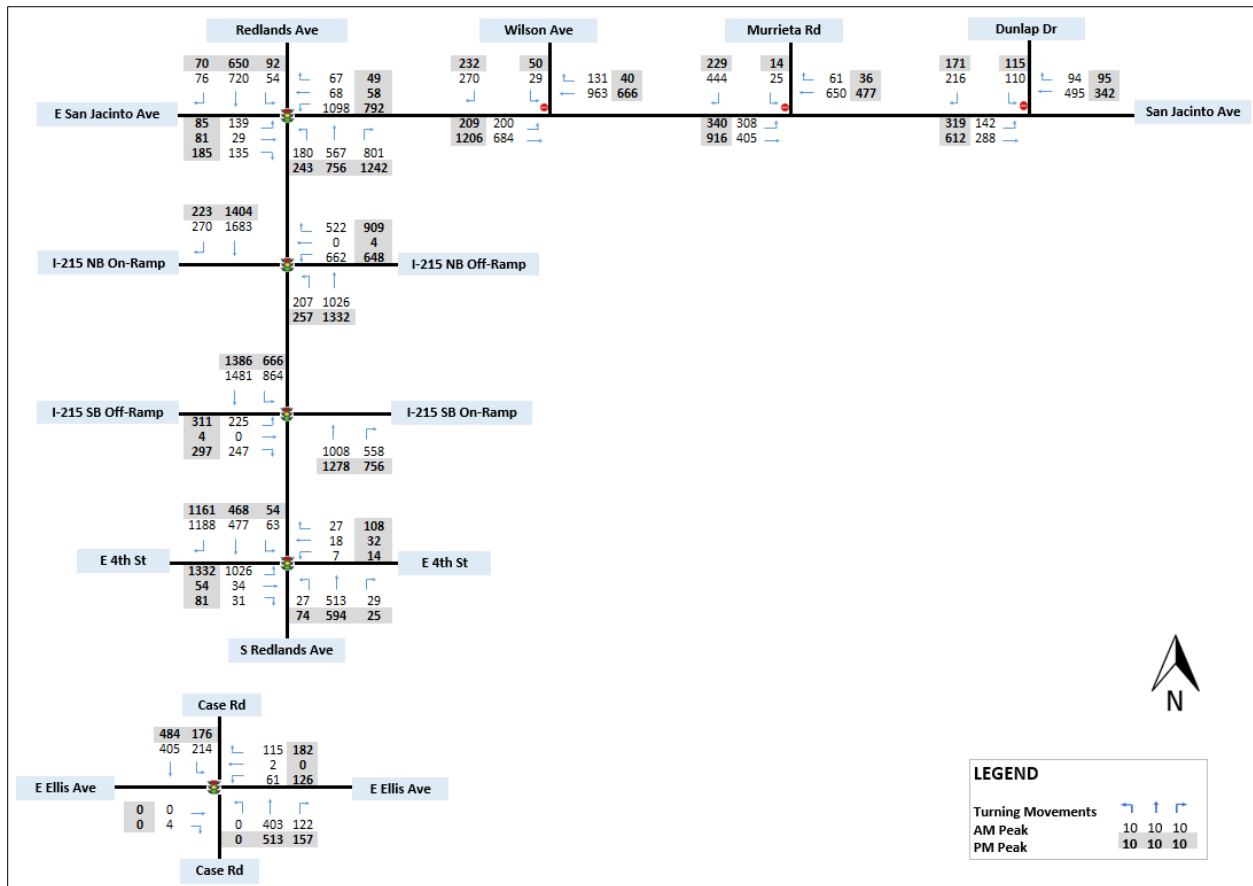 Redlands Ave
Wilson Ave
Murrieta Rd
Dunlap Dr
70 650 92
76 720 54
67 49
68 58
1098 792
232 50
270 29
131 40
963 666
229 14
444 25
61 36
650 477
171 115
216 110
94 95
495 342
E San Jacinto Ave
San Jacinto Ave
85 139
81 29
185 135
180 567 801
243 756 1242
209 200
1206 684
340 308
916 405
319 142
612 288
223 1404
270 1683
522 909
0 4
662 648
I-215 NB On-Ramp
I-215 NB Off-Ramp
207 1026
257 1332
1386 666
1481 864
I-215 SB Off-Ramp
I-215 SB On-Ramp
311 225
4 0
297 247
1008 558
1278 756
1161 468 54
1188 477 63
27 108
18 32
7 14
E 4th St
E 4th St
1332 1026
54 34
81 31
27 513 29
74 594 25
S Redlands Ave
N
Case Rd
484 176
405 214
115 182
2 0
61 126
E Ellis Ave
E Ellis Ave
0 0
0 4
0 403 122
0 513 157
Case Rd
LEGEND
Turning Movements
AM Peak 10 10 10
PM Peak 10 10 10